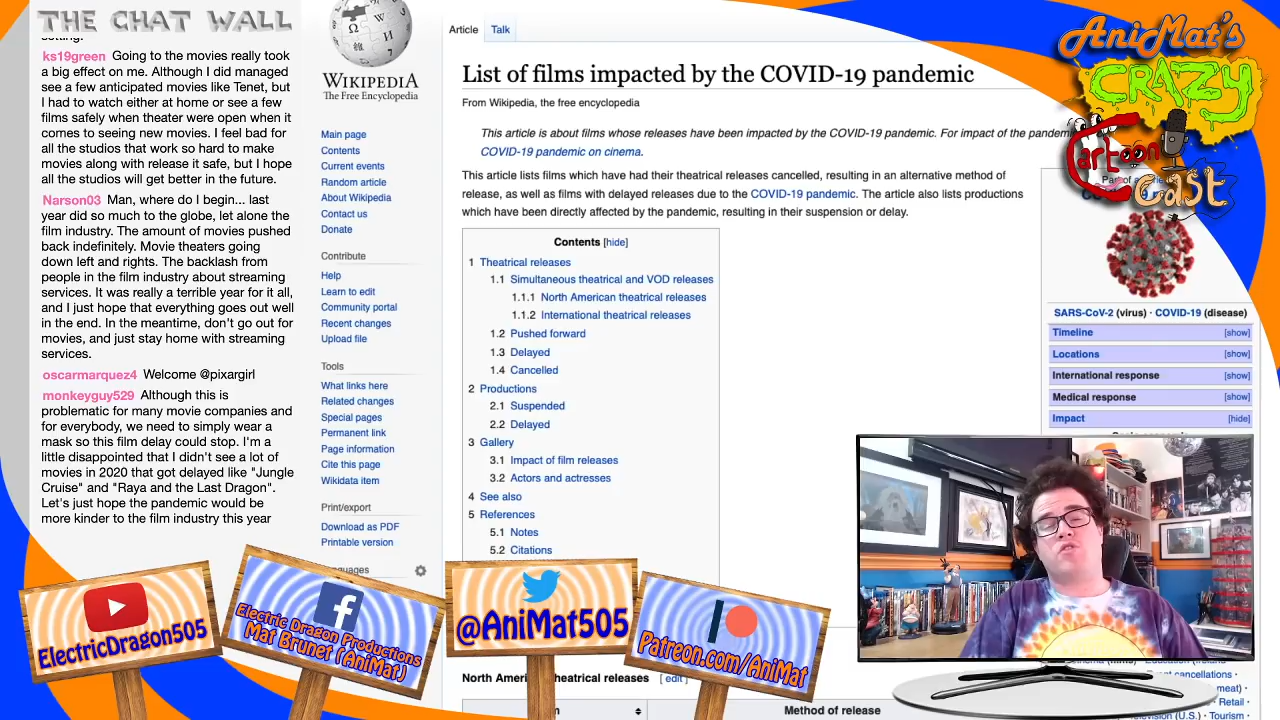 THE CHAT WALL
setting.
ks19green Going to the movies really took
a big effect on me. Although I did managed
see a few anticipated movies like Tenet, but
I had to watch either at home or see a few
films safely when theater were open when it
comes to seeing new movies. I feel bad for
all the studios that work so hard to make
movies along with release it safe, but I hope
all the studios will get better in the future.
Narson03 Man, where do I begin... last
year did so much to the globe, let alone the
film industry. The amount of movies pushed
back indefinitely. Movie theaters going
down left and rights. The backlash from
people in the film industry about streaming
services. It was really a terrible year for it all,
and I just hope that everything goes out well
in the end. In the meantime, don't go out for
movies, and just stay home with streaming
services.
oscarmarquez4 Welcome @pixargirl
monkeyguy529 Although this is
problematic for many movie companies and
for everybody, we need to simply wear a
mask so this film delay could stop. I'm a
little disappointed that I didn't see a lot of
movies in 2020 that got delayed like "Jungle
Cruise" and "Raya and the Last Dragon".
Let's just hope the pandemic would be
more kinder to the film industry this year
WIKIPEDIA
The Free Encyclopedia
Main page
Contents
Current events
Random article
About Wikipedia
Contact us
Donate
Contribute
Help
Learn to edit
Community portal
Recent changes
Upload file
Tools
What links here
Related changes
Special pages
Permanent link
Page information
Cite this page
Wikidata item
Print/export
Download as PDF
Printable version
Article Talk
List of films impacted by the COVID-19 pandemic
From Wikipedia, the free encyclopedia
This article is about films whose releases have been impacted by the COVID-19 pandemic. For impact of the
COVID-19 pandemic on cinema.
This article lists films which have had their theatrical releases cancelled, resulting in an alternative method of
release, as well as films with delayed releases due to the COVID-19 pandemic. The article also lists productions
which have been directly affected by the pandemic, resulting in their suspension or delay.
Contents [hide]
1 Theatrical releases
1.1 Simultaneous theatrical and VOD releases
1.1.1 North American theatrical releases
1.1.2 International theatrical releases
1.2 Pushed forward
1.3 Delayed
1.4 Cancelled
2 Productions
2.1 Suspended
2.2 Delayed
3 Gallery
3.1 Impact of film releases
3.2 Actors and actresses
4 See also
5 References
5.1 Notes
5.2 Citations
AniMat's
CRAZY
Cartoon
Cast
SARS-CoV-2 (virus) · COVID-19 (disease)
Timeline [show]
Locations [show]
International response [show]
Medical response [show]
Impact [hide]
cancellations ·
Retail ·
Television (U.S.) · Tourism ·
ElectricDragon505
Electric Dragon Productions
Mat Brunet (AniMat)
@AniMat505
Patreon.com/AniMat
[ edit ]
Method of release